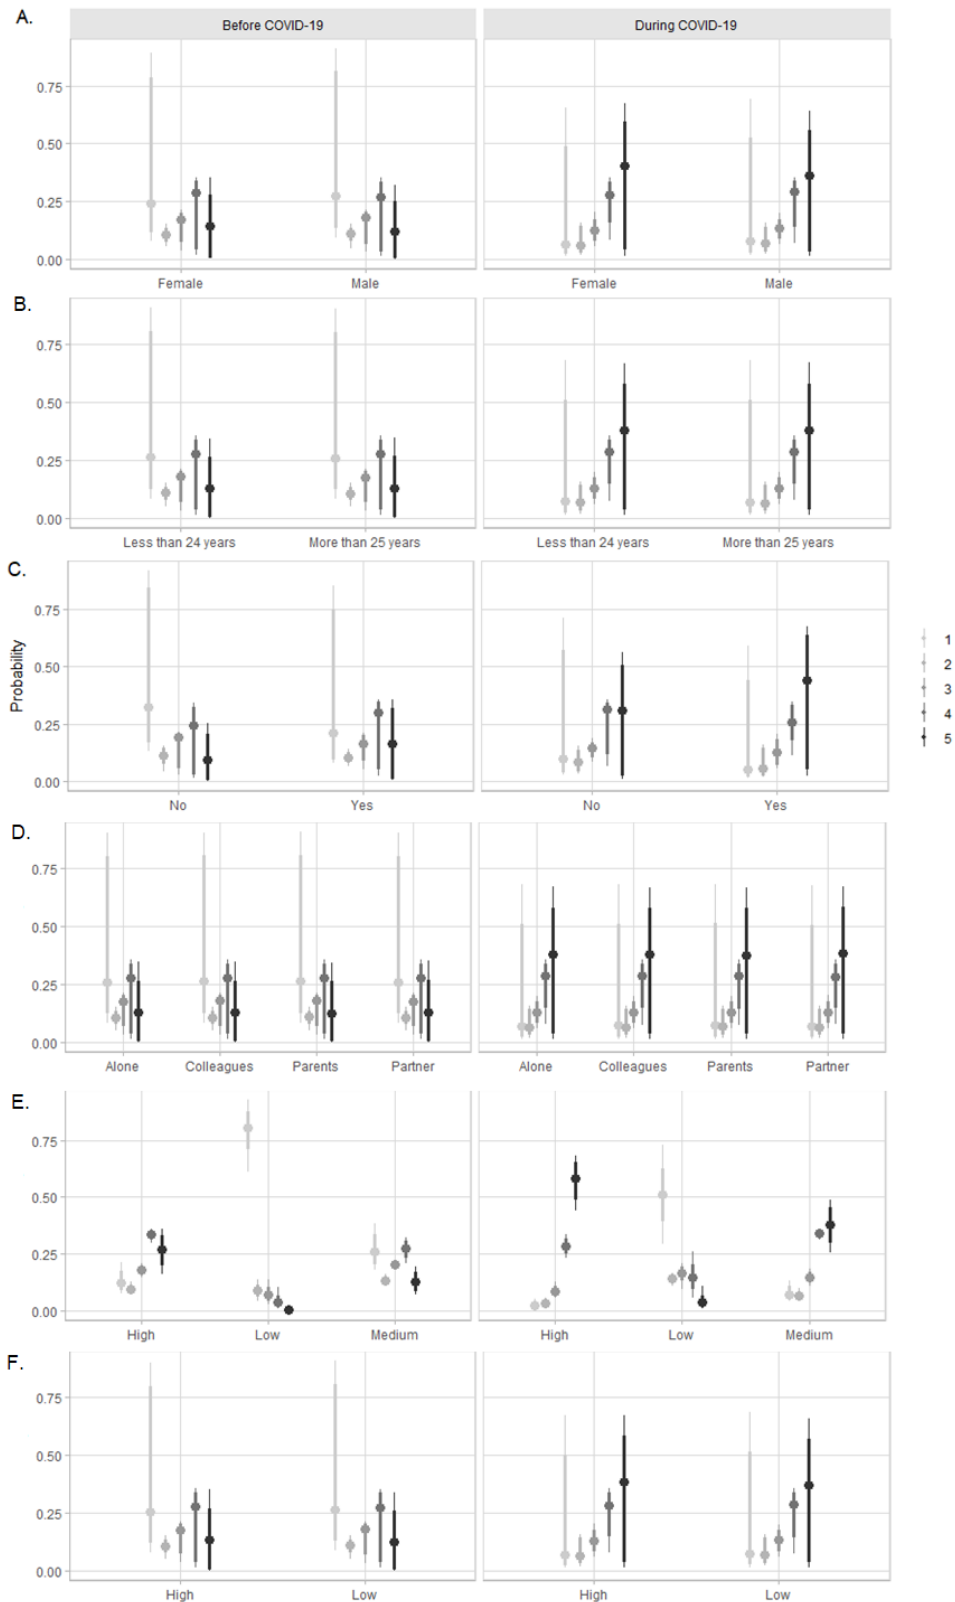 A.
Before COVID-19 During COVID-19
0.75
0.50
0.25
0.00
Female Male Female Male
B.
0.75
0.50
0.25
0.00
Less than 24 years More than 25 years Less than 24 years More than 25 years
C.
0.75
0.50
0.25
0.00
No Yes No Yes
Probability
1
2
3
4
5
D.
0.75
0.50
0.25
0.00
Alone Colleagues Parents Partner Alone Colleagues Parents Partner
E.
0.75
0.50
0.25
0.00
High Low Medium High Low Medium
F.
0.75
0.50
0.25
0.00
High Low High Low